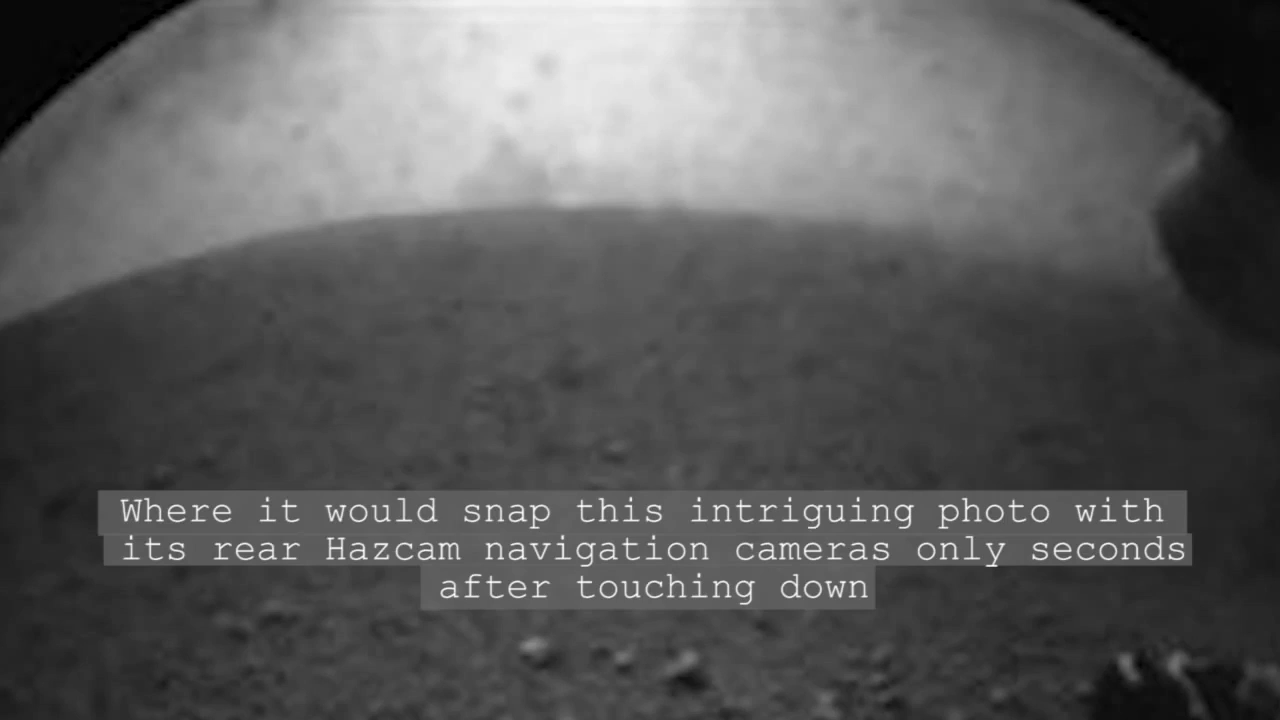 Where it would snap this intriguing photo with
its rear Hazcam navigation cameras only seconds
after touching down